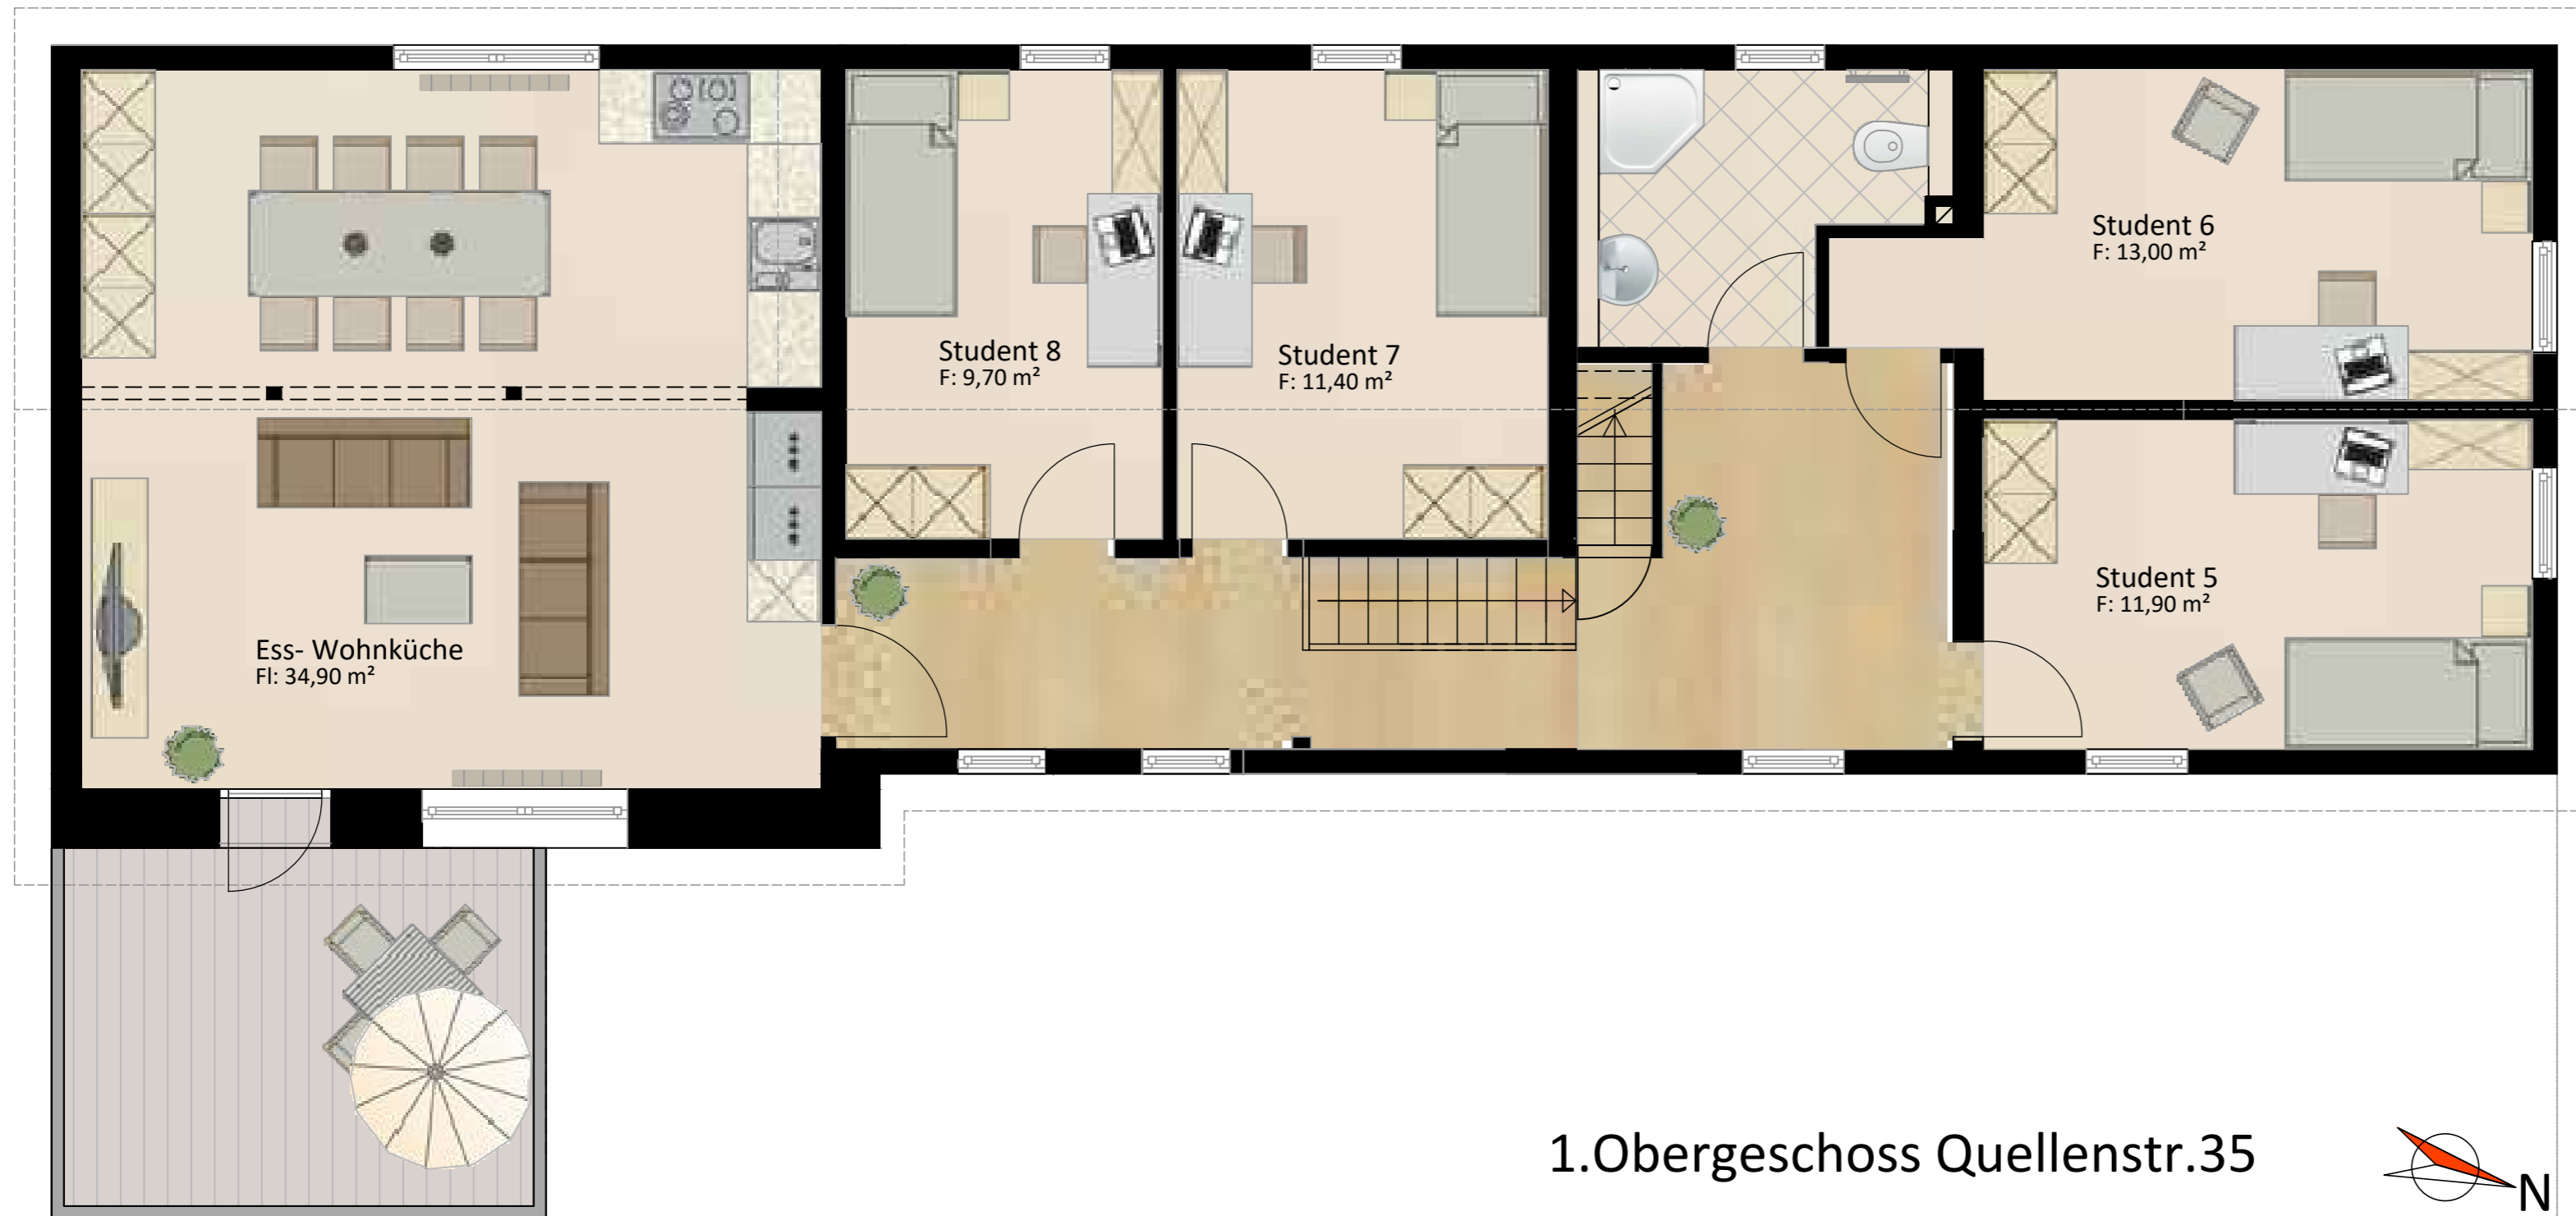 Student 6
F: 13,00 m²
Student 8
F: 9,70 m²
Student 7
F: 11,40 m²
Student 5
F: 11,90 m²
Ess- Wohnküche
Fl: 34,90 m²
1.Obergeschoss Quellenstr.35
N